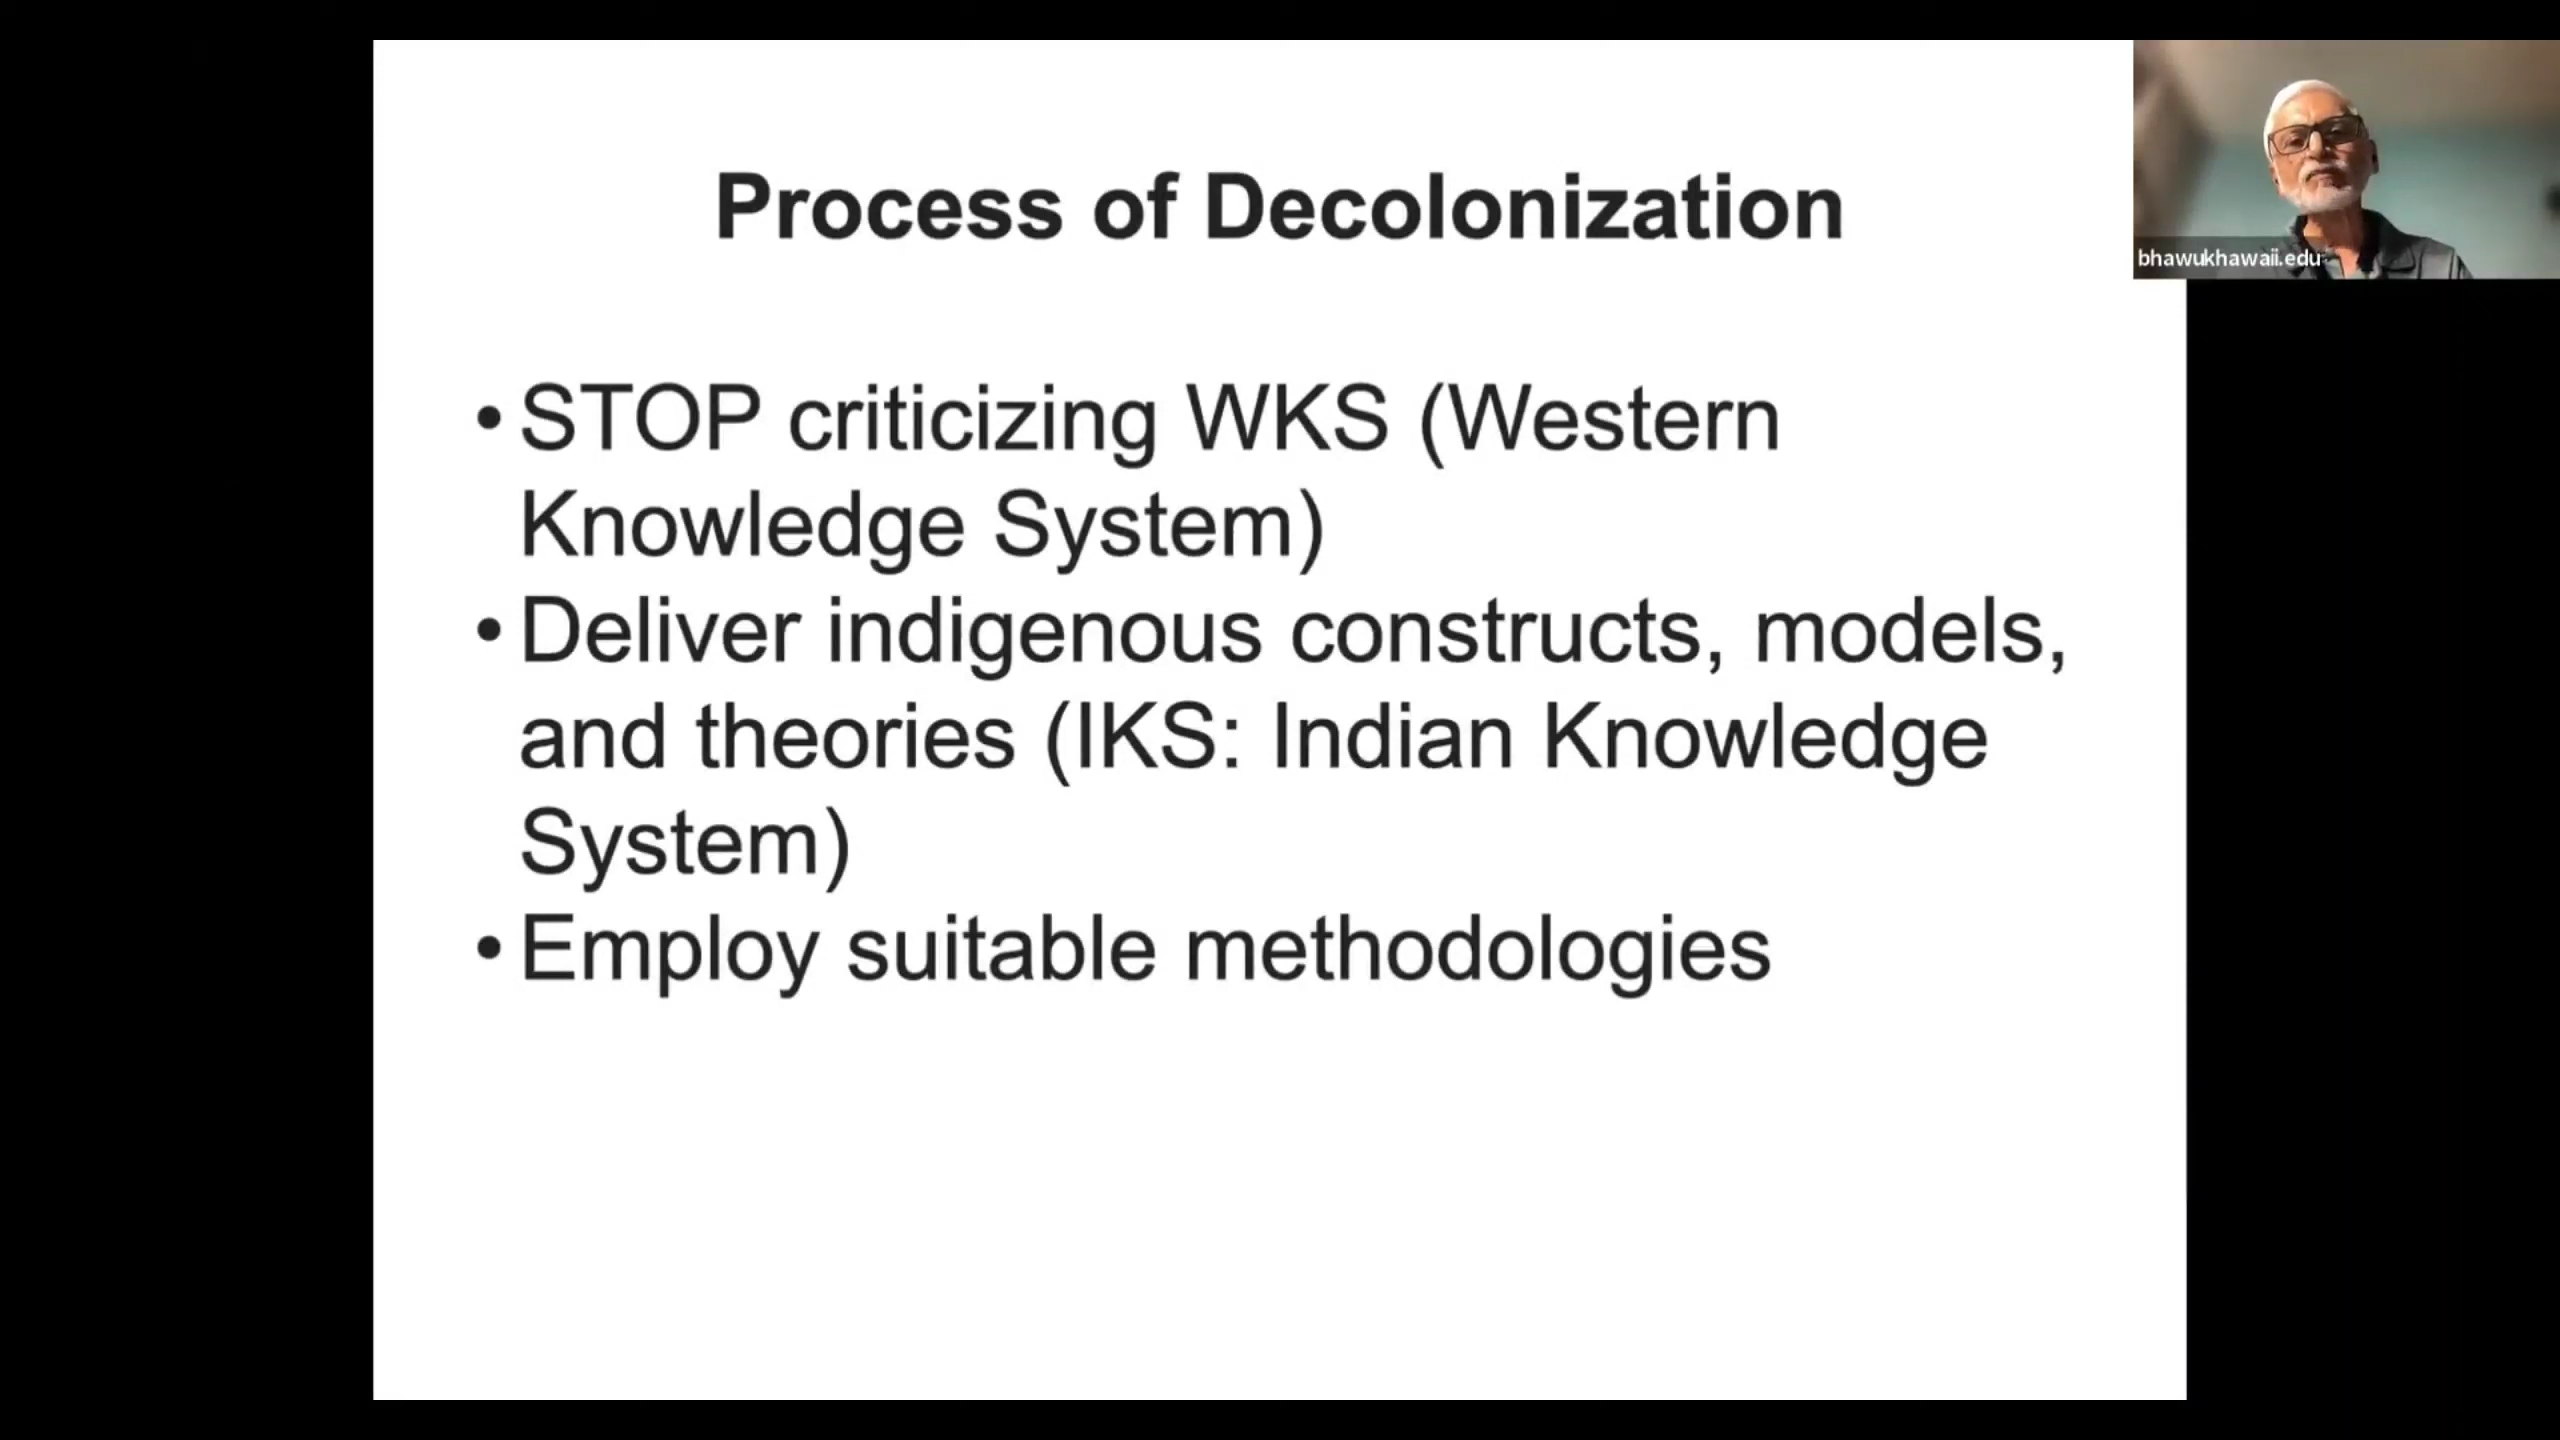 Process of Decolonization
bhawukhawaii.edu
• STOP criticizing WKS (Western
Knowledge System)
• Deliver indigenous constructs, models,
and theories (IKS: Indian Knowledge
System)
• Employ suitable methodologies